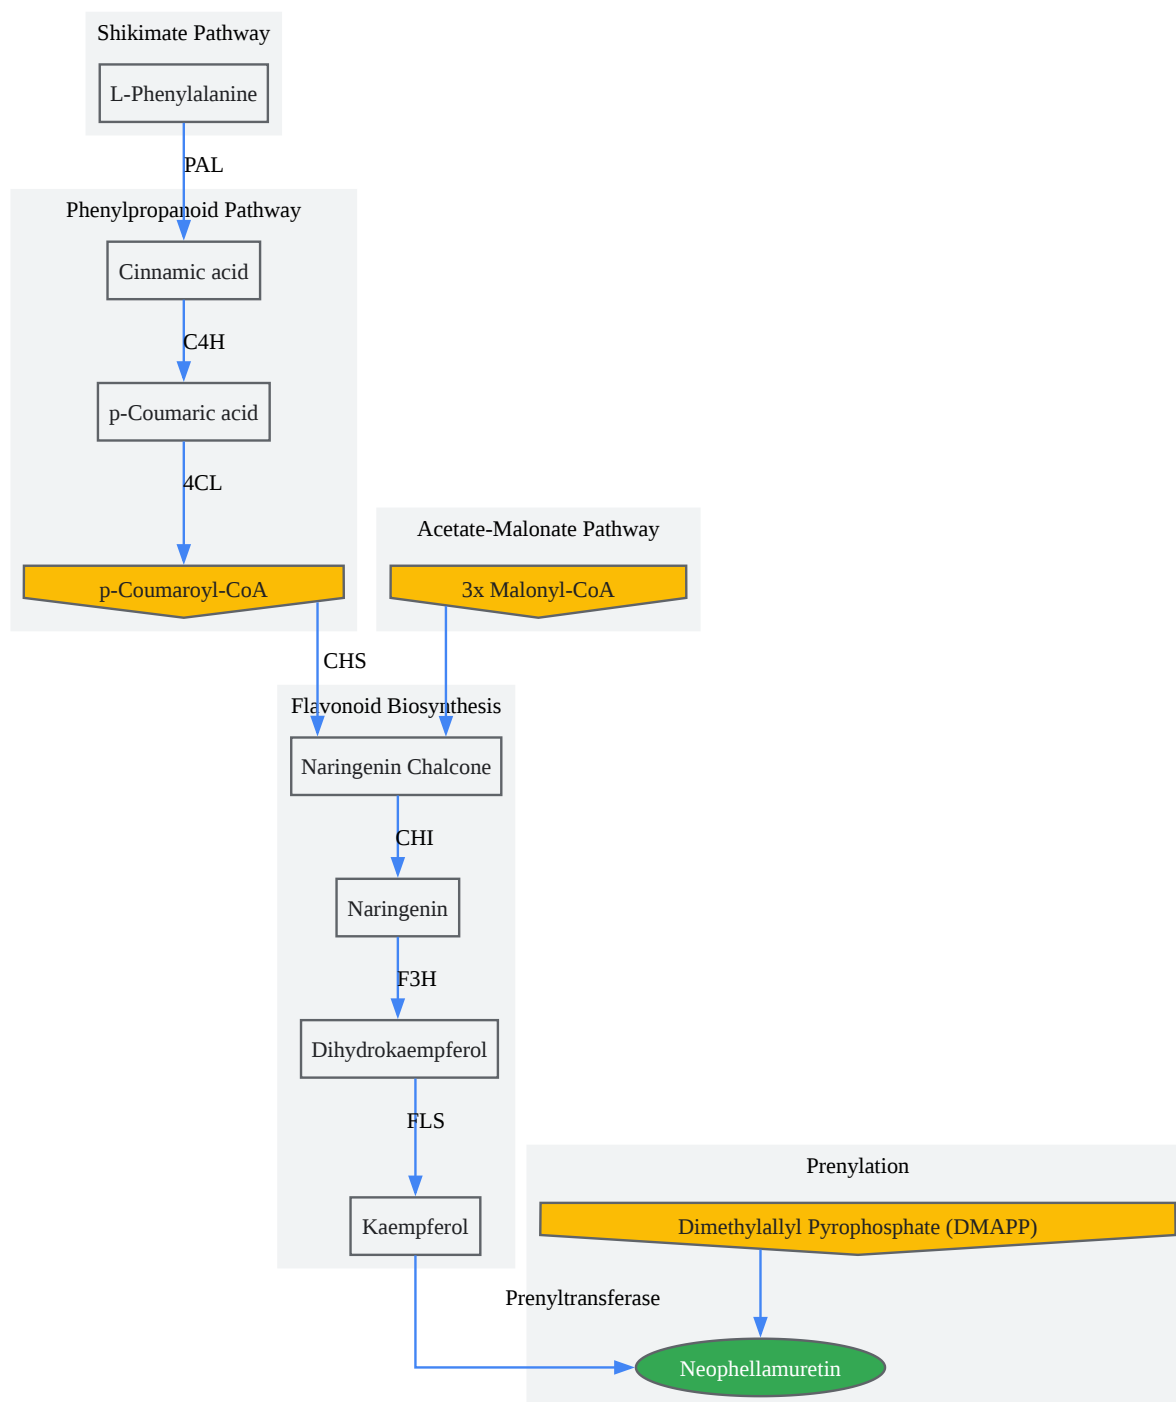 Shikimate Pathway
L-Phenylalanine
PAL
Phenylpropanoid Pathway
Cinnamic acid
C4H
p-Coumaric acid
4CL
Acetate-Malonate Pathway
p-Coumaroyl-CoA
3x Malonyl-CoA
CHS
Flavonoid Biosynthesis
Naringenin Chalcone
CHI
Naringenin
F3H
Dihydrokaempferol
FLS
Prenylation
Kaempferol
Dimethylallyl Pyrophosphate (DMAPP)
Prenyltransferase
Neophellamuretin